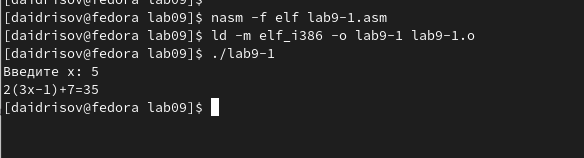 [daidrisov@fedora lab09]$ nasm -f elf lab9-1.asm
[daidrisov@fedora lab09]$ ld -m elf_i386 -o lab9-1 lab9-1.o
[daidrisov@fedora lab09]$ ./lab9-1
Введите x: 5
2(3x-1)+7=35
[daidrisov@fedora lab09]$